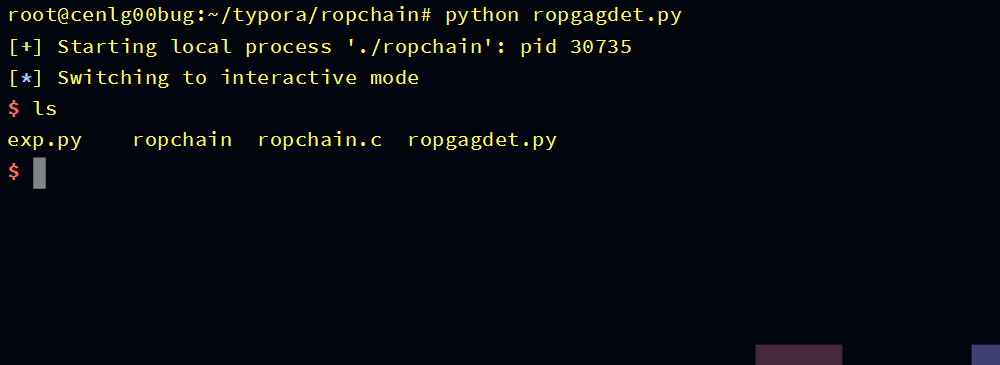 root@cenlg00bug:~/typora/ropchain# python ropgagdet.py
[+] Starting local process './ropchain': pid 30735
[*] Switching to interactive mode
$ ls
exp.py    ropchain  ropchain.c  ropgagdet.py
$